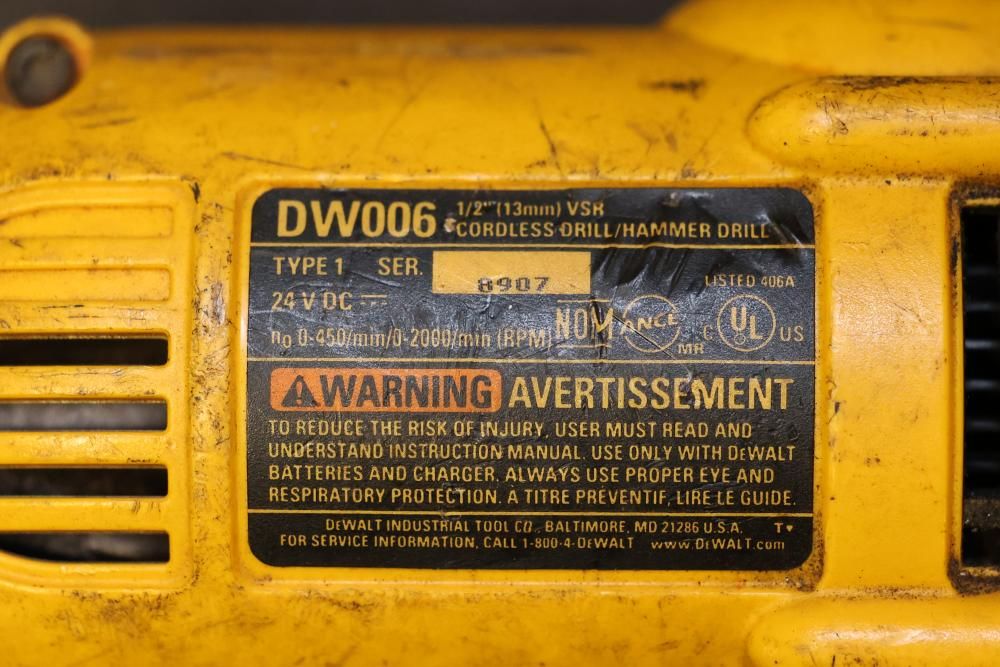 DW006 1/2" (13mm) VSR
CORDLESS DRILL/HAMMER DRILL
TYPE 1 SER. 8907
LISTED 406A
24 V DC ⎓
NOM ANCE MR C UL US
n₀ 0-450/min/0-2000/min (RPM)
⚠WARNING AVERTISSEMENT
TO REDUCE THE RISK OF INJURY, USER MUST READ AND
UNDERSTAND INSTRUCTION MANUAL. USE ONLY WITH DEWALT
BATTERIES AND CHARGER. ALWAYS USE PROPER EYE AND
RESPIRATORY PROTECTION. À TITRE PRÉVENTIF, LIRE LE GUIDE.
DEWALT INDUSTRIAL TOOL CO., BALTIMORE, MD 21286 U.S.A. T♥
FOR SERVICE INFORMATION, CALL 1-800-4-DEWALT www.DEWALT.com